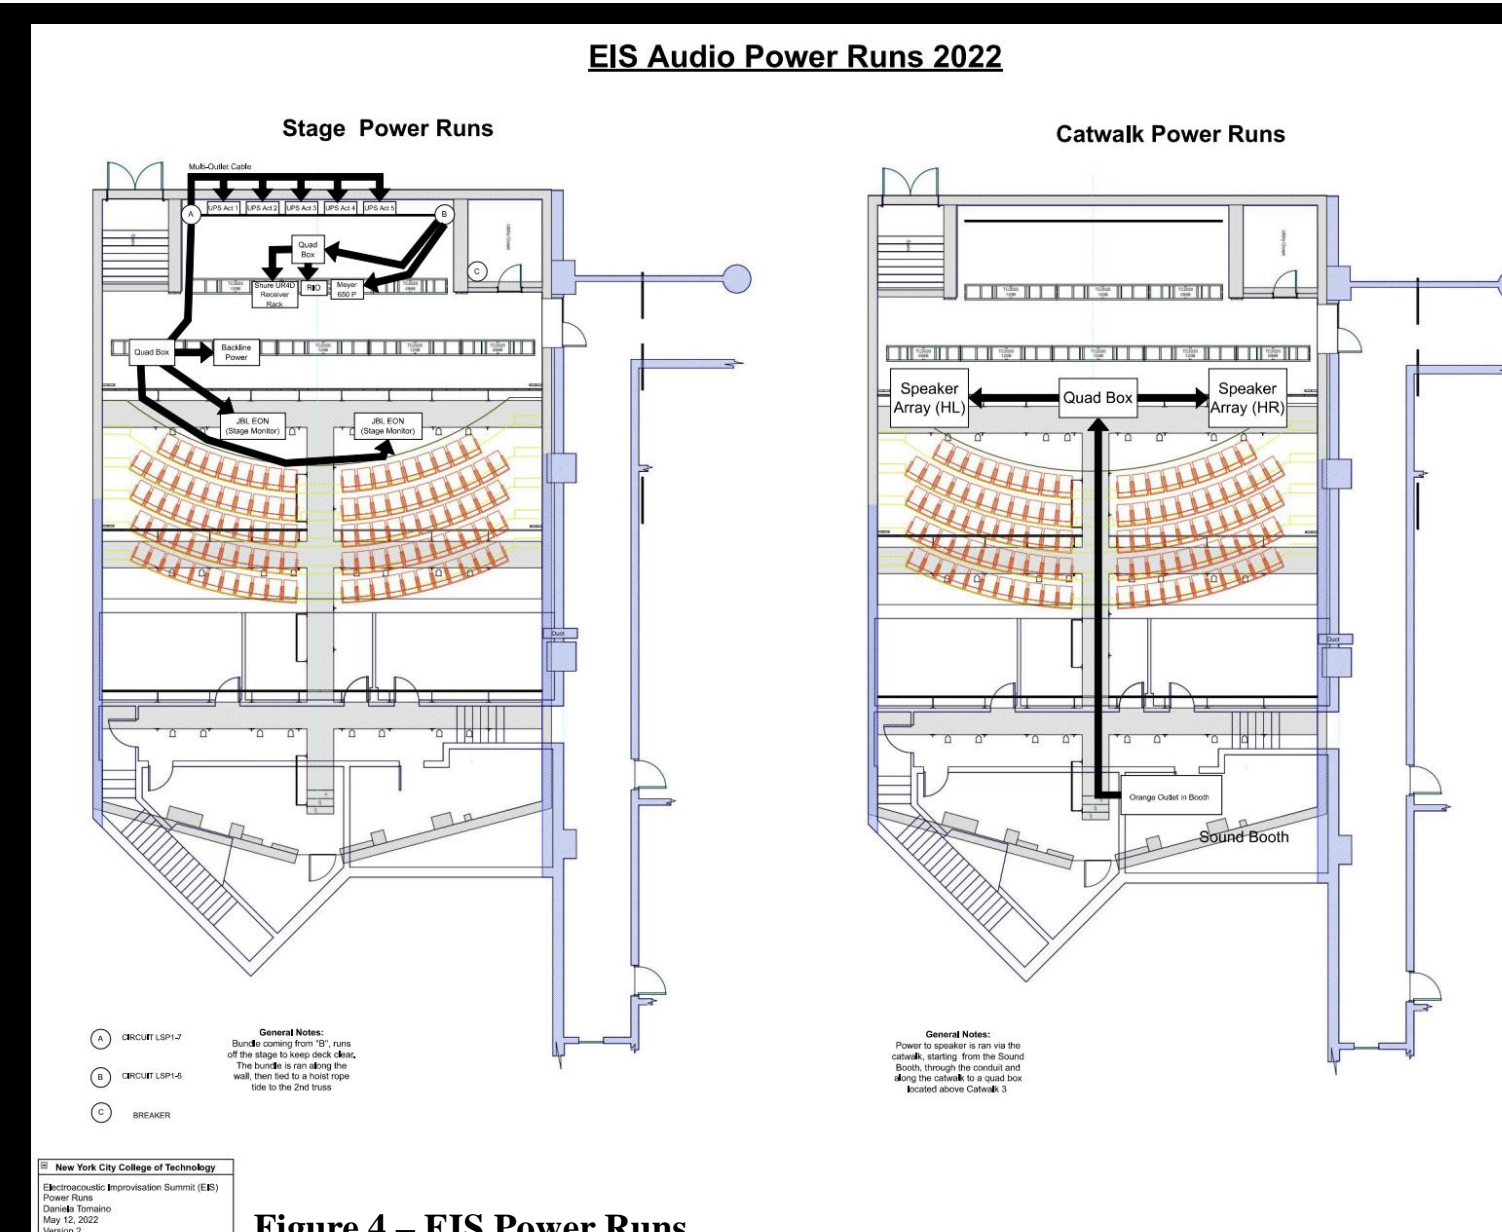 EIS Audio Power Runs 2022
Stage Power Runs
Multi-Outlet Cable
A
UPS Act 1
UPS Act 2
UPS Act 3
UPS Act 4
UPS Act 5
B
Quad
Box
C
Utility Closet
Shure UR4D
Receiver
Rack
RIO
Meyer
650 P
Quad Box
Backline
Power
JBL EON
(Stage Monitor)
JBL EON
(Stage Monitor)
Duct
A CIRCUIT LSP1-7
B CIRCUIT LSP1-5
C BREAKER
General Notes:
Bundle coming from "B", runs
off the stage to keep deck clear.
The bundle is ran along the
wall, then tied to a hoist rope
tide to the 2nd truss
Catwalk Power Runs
Utility Closet
Speaker
Array (HL)
Quad Box
Speaker
Array (HR)
Duct
Orange Outlet in Booth
Sound Booth
General Notes:
Power to speaker is ran via the
catwalk, starting from the Sound
Booth, through the conduit and
along the catwalk to a quad box
located above Catwalk 3
New York City College of Technology
Electroacoustic Improvisation Summit (EIS)
Power Runs
Daniela Tomaino
May 12, 2022
Version 2
Figure 4 – EIS Power Runs